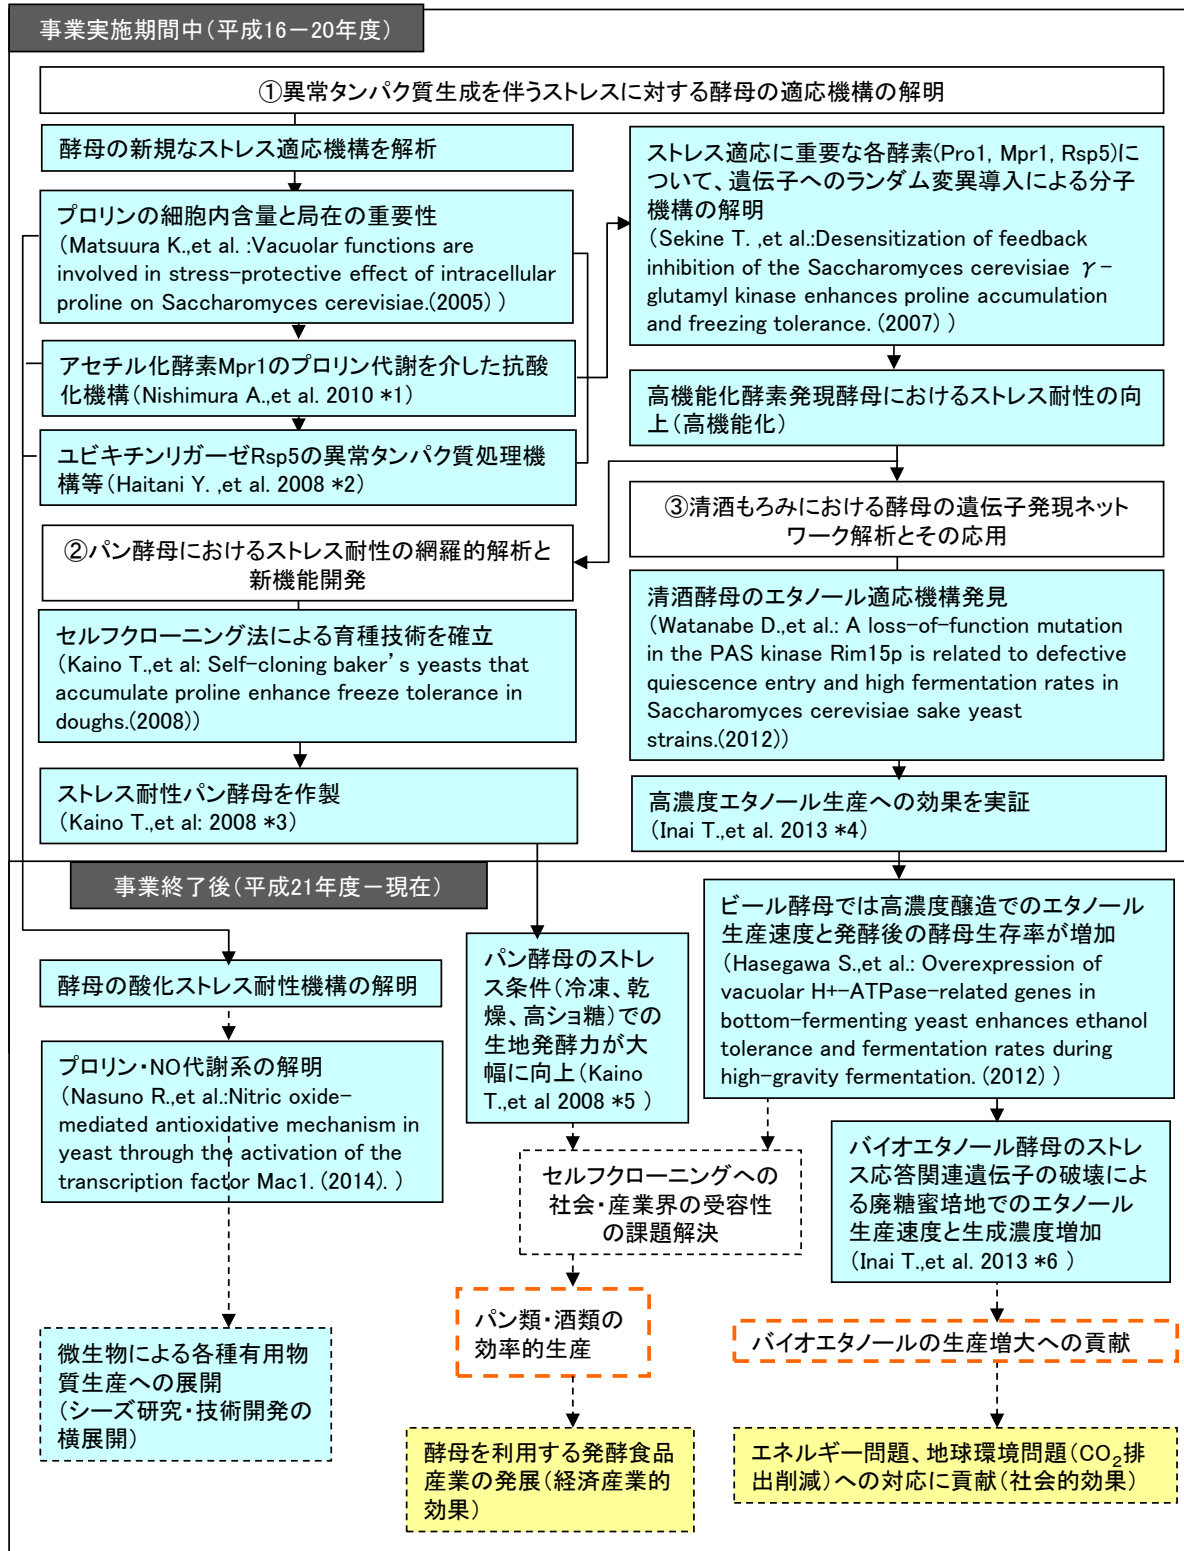 事業実施期間中（平成16－20年度）
①異常タンパク質生成を伴うストレスに対する酵母の適応機構の解明
酵母の新規なストレス適応機構を解析
プロリンの細胞内含量と局在の重要性
（Matsuura K.,et al. :Vacuolar functions are
involved in stress-protective effect of intracellular
proline on Saccharomyces cerevisiae.(2005) )
アセチル化酵素Mpr1のプロリン代謝を介した抗酸
化機構（Nishimura A.,et al. 2010 *1）
ユビキチンリガーゼRsp5の異常タンパク質処理機
構等（Haitani Y. ,et al. 2008 *2）
ストレス適応に重要な各酵素(Pro1, Mpr1, Rsp5)に
ついて、遺伝子へのランダム変異導入による分子
機構の解明
（Sekine T. ,et al.:Desensitization of feedback
inhibition of the Saccharomyces cerevisiae γ-
glutamyl kinase enhances proline accumulation
and freezing tolerance. (2007) )
高機能化酵素発現酵母におけるストレス耐性の向
上（高機能化）
②パン酵母におけるストレス耐性の網羅的解析と
新機能開発
セルフクローニング法による育種技術を確立
（Kaino T.,et al: Self-cloning baker’s yeasts that
accumulate proline enhance freeze tolerance in
doughs.(2008))
ストレス耐性パン酵母を作製
（Kaino T.,et al: 2008 *3）
③清酒もろみにおける酵母の遺伝子発現ネット
ワーク解析とその応用
清酒酵母のエタノール適応機構発見
（Watanabe D.,et al.: A loss-of-function mutation
in the PAS kinase Rim15p is related to defective
quiescence entry and high fermentation rates in
Saccharomyces cerevisiae sake yeast
strains.(2012))
高濃度エタノール生産への効果を実証
（Inai T.,et al. 2013 *4）
事業終了後（平成21年度－現在）
酵母の酸化ストレス耐性機構の解明
プロリン・NO代謝系の解明
（Nasuno R.,et al.:Nitric oxide-
mediated antioxidative mechanism in
yeast through the activation of the
transcription factor Mac1. (2014). ）
微生物による各種有用物
質生産への展開
（シーズ研究・技術開発の
横展開）
パン酵母のストレ
ス条件（冷凍、乾
燥、高ショ糖）での
生地発酵力が大
幅に向上（Kaino
T.,et al 2008 *5 ）
ビール酵母では高濃度醸造でのエタノール
生産速度と発酵後の酵母生存率が増加
（Hasegawa S.,et al.: Overexpression of
vacuolar H+-ATPase-related genes in
bottom-fermenting yeast enhances ethanol
tolerance and fermentation rates during
high-gravity fermentation. (2012) ）
セルフクローニングへの
社会・産業界の受容性
の課題解決
バイオエタノール酵母のスト
レス応答関連遺伝子の破壊によ
る廃糖蜜培地でのエタノール
生産速度と生成濃度増加
（Inai T.,et al. 2013 *6 ）
パン類・酒類の
効率的生産
バイオエタノールの生産増大への貢献
酵母を利用する発酵食品
産業の発展（経済産業的
効果）
エネルギー問題、地球環境問題（CO₂排
出削減）への対応に貢献（社会的効果）